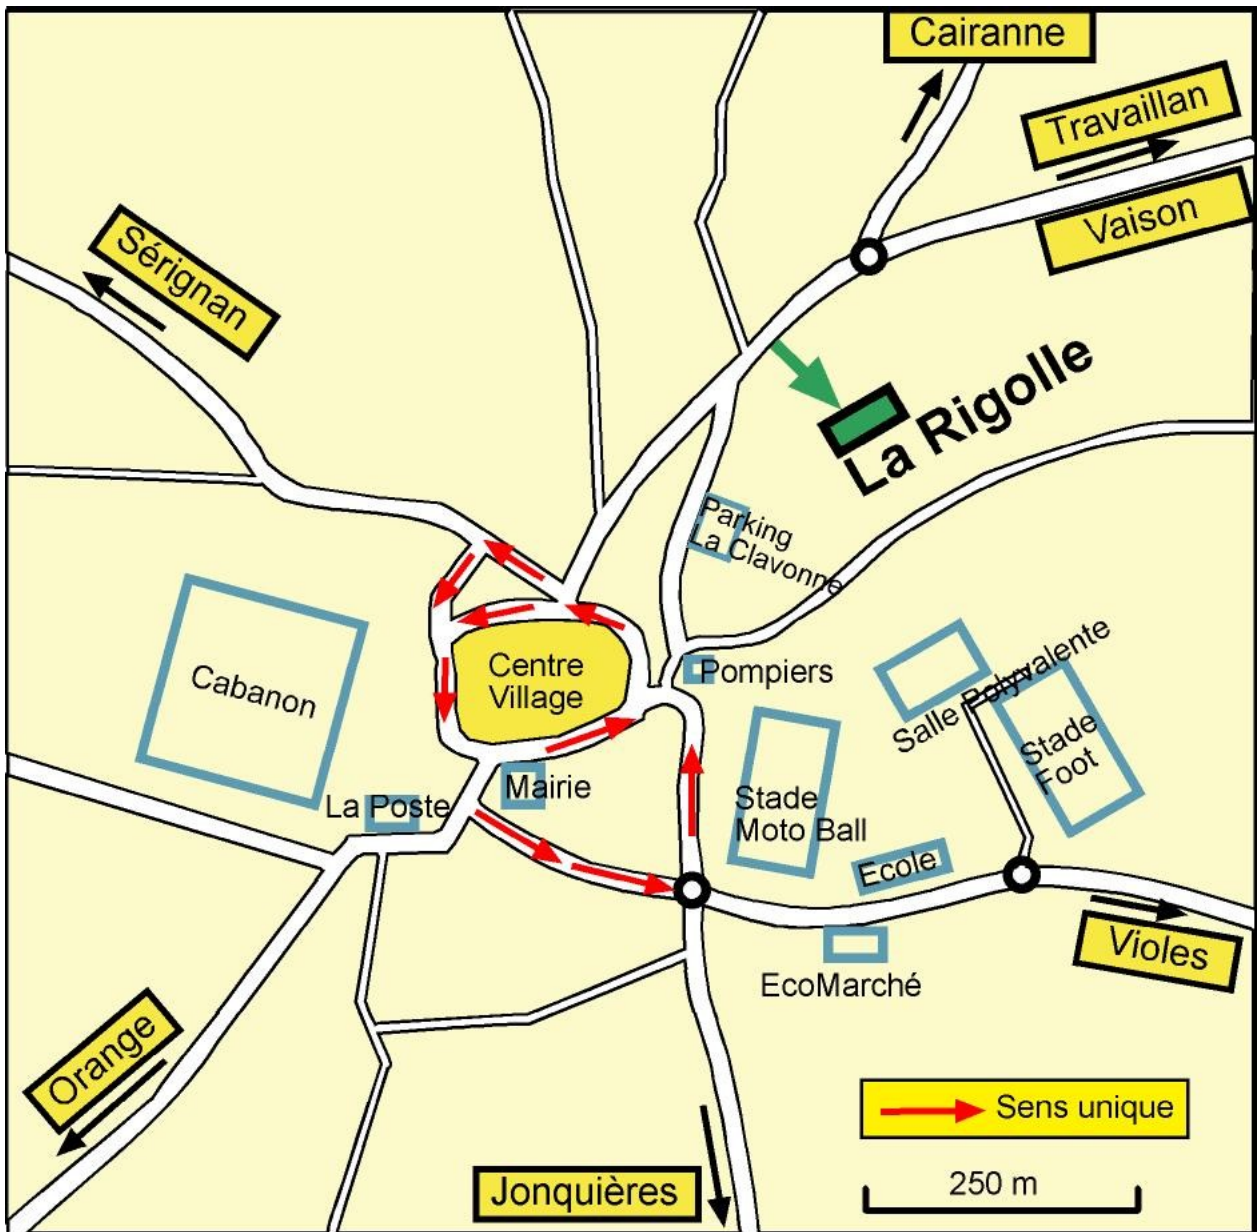 Cairanne
Travaillan
Vaison
Sérignan
La Rigolle
Parking
La Clavonne
Centre
Village
Pompiers
Cabanon
Salle Polyvalente
Stade
Foot
La Poste
Mairie
Stade
Moto Ball
Ecole
Violes
EcoMarché
Orange
Sens unique
Jonquières
250 m